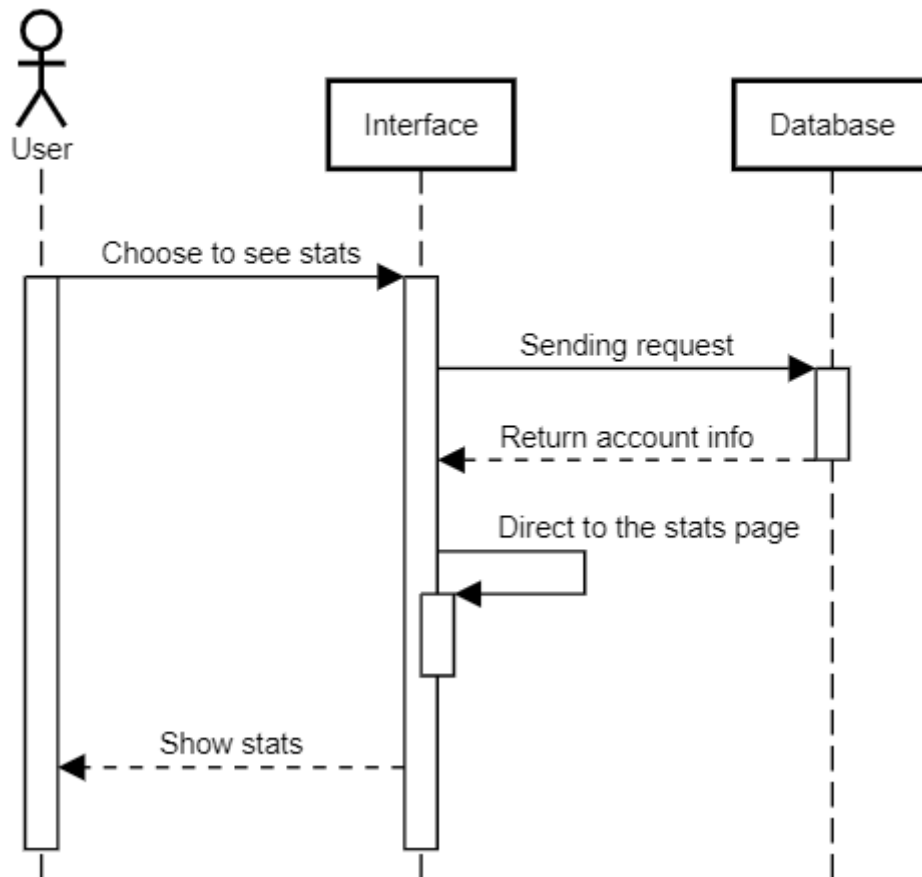 User
Interface
Database
Choose to see stats
Sending request
Return account info
Direct to the stats page
Show stats